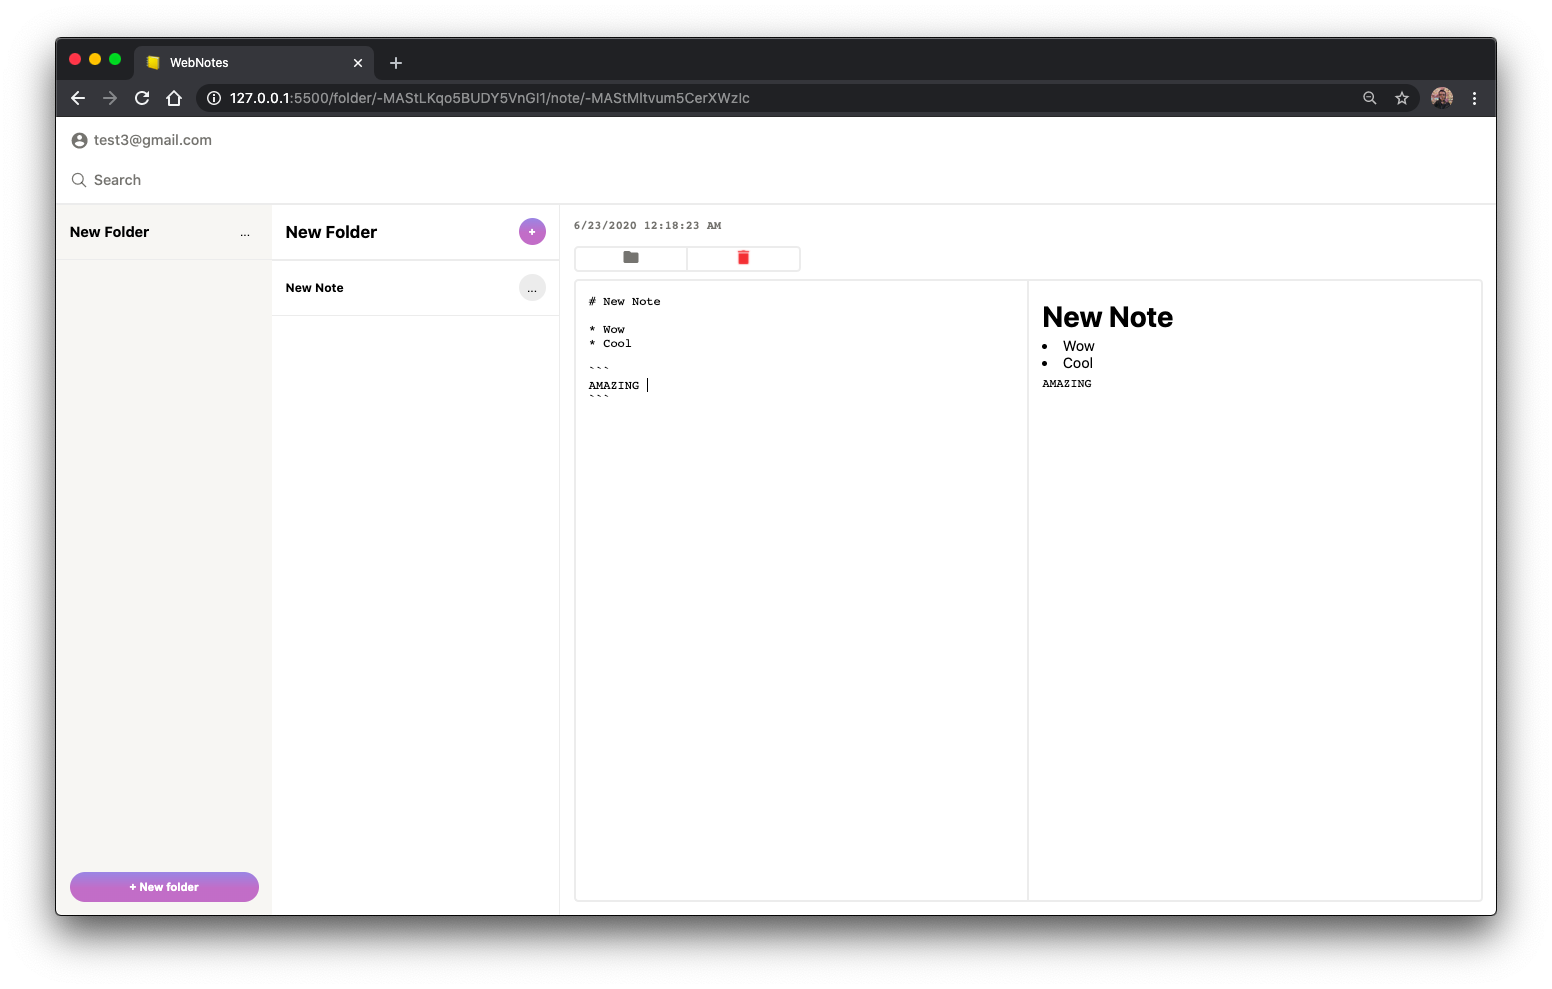 WebNotes
127.0.0.1:5500/folder/-MAStLKqo5BUDY5VnGl1/note/-MAStMltvum5CerXWzlc
test3@gmail.com
Search
New Folder ...
New Folder +
6/23/2020 12:18:23 AM
New Note ...
# New Note
* Wow
* Cool
```
AMAZING
```
New Note
• Wow
• Cool
AMAZING
+ New folder